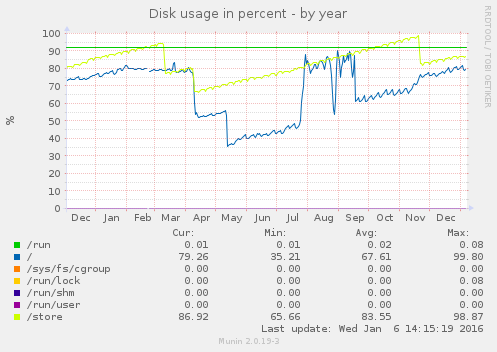 Disk usage in percent - by year
RRDTOOL / TOBI OETIKER
%
100
90
80
70
60
50
40
30
20
10
0
Dec Jan Feb Mar Apr May Jun Jul Aug Sep Oct Nov Dec
Cur: Min: Avg: Max:
/run 0.01 0.01 0.02 0.08
/ 79.26 35.21 67.61 99.80
/sys/fs/cgroup 0.00 0.00 0.00 0.00
/run/lock 0.00 0.00 0.00 0.08
/run/shm 0.00 0.00 0.00 0.00
/run/user 0.00 0.00 0.00 0.00
/store 86.92 65.66 83.55 98.87
Last update: Wed Jan 6 14:15:19 2016
Munin 2.0.19-3